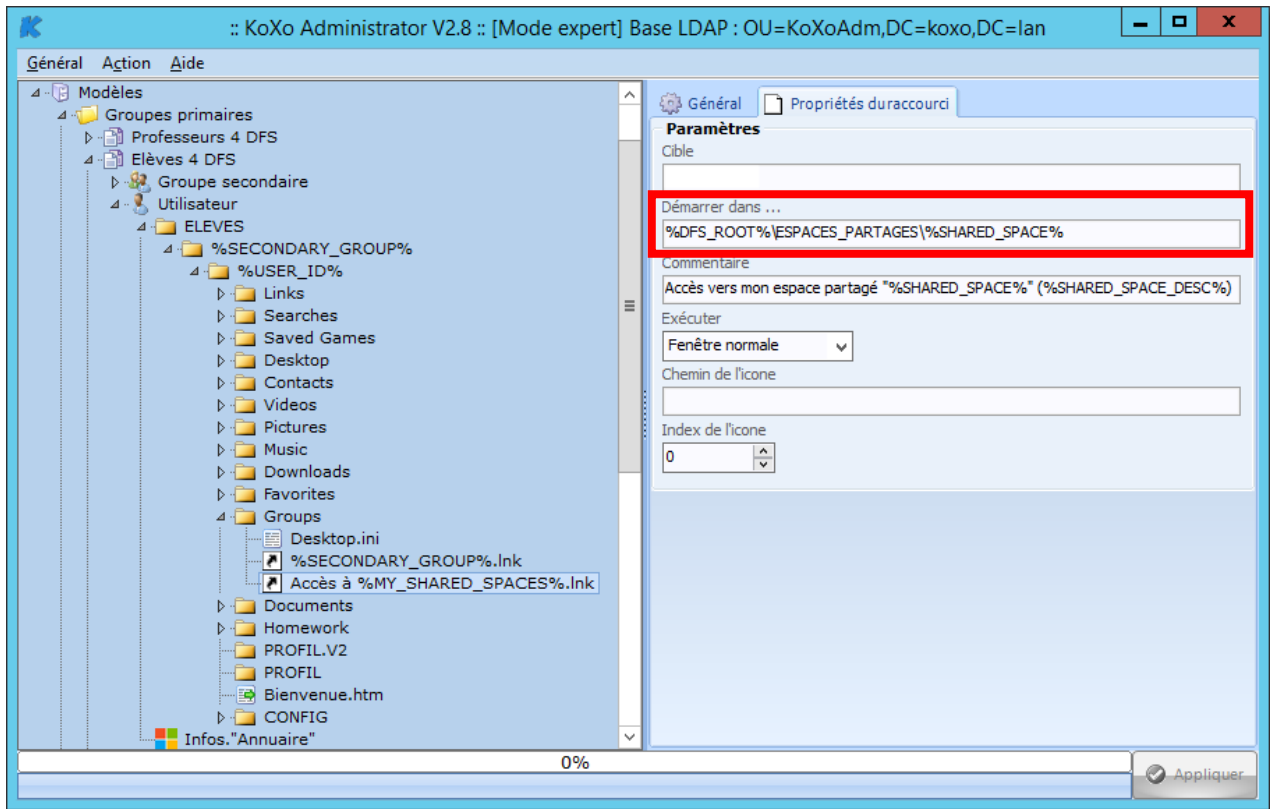 :: KoXo Administrator V2.8 :: [Mode expert] Base LDAP : OU=KoXoAdm,DC=koxo,DC=lan
Général Action Aide
Modèles
Groupes primaires
Professeurs 4 DFS
Elèves 4 DFS
Groupe secondaire
Utilisateur
ELEVES
%SECONDARY_GROUP%
%USER_ID%
Links
Searches
Saved Games
Desktop
Contacts
Videos
Pictures
Music
Downloads
Favorites
Groups
Desktop.ini
%SECONDARY_GROUP%.lnk
Accès à %MY_SHARED_SPACES%.lnk
Documents
Homework
PROFIL.V2
PROFIL
Bienvenue.htm
CONFIG
Infos."Annuaire"
Général Propriétés du raccourci
Paramètres
Cible
Démarrer dans ...
%DFS_ROOT%\ESPACES_PARTAGES\%SHARED_SPACE%
Commentaire
Accès vers mon espace partagé "%SHARED_SPACE%" (%SHARED_SPACE_DESC%)
Exécuter
Fenêtre normale
Chemin de l'icone
Index de l'icone
0
0%
Appliquer